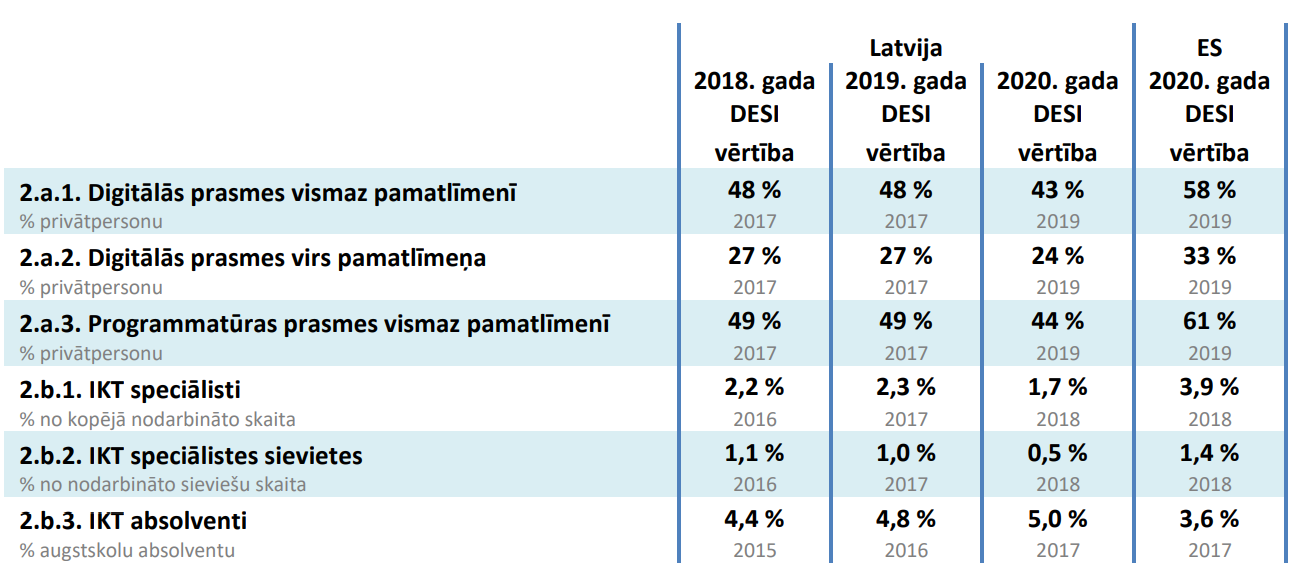 Latvija ES
2018. gada 2019. gada 2020. gada 2020. gada
DESI DESI DESI DESI
vērtība vērtība vērtība vērtība
2.a.1. Digitālās prasmes vismaz pamatlīmenī 48 % 48 % 43 % 58 %
% privātpersonu 2017 2017 2019 2019
2.a.2. Digitālās prasmes virs pamatlīmeņa 27 % 27 % 24 % 33 %
% privātpersonu 2017 2017 2019 2019
2.a.3. Programmatūras prasmes vismaz pamatlīmenī 49 % 49 % 44 % 61 %
% privātpersonu 2017 2017 2019 2019
2.b.1. IKT speciālisti 2,2 % 2,3 % 1,7 % 3,9 %
% no kopējā nodarbināto skaita 2016 2017 2018 2018
2.b.2. IKT speciālistes sievietes 1,1 % 1,0 % 0,5 % 1,4 %
% no nodarbināto sieviešu skaita 2016 2017 2018 2018
2.b.3. IKT absolventi 4,4 % 4,8 % 5,0 % 3,6 %
% augstskolu absolventu 2015 2016 2017 2017